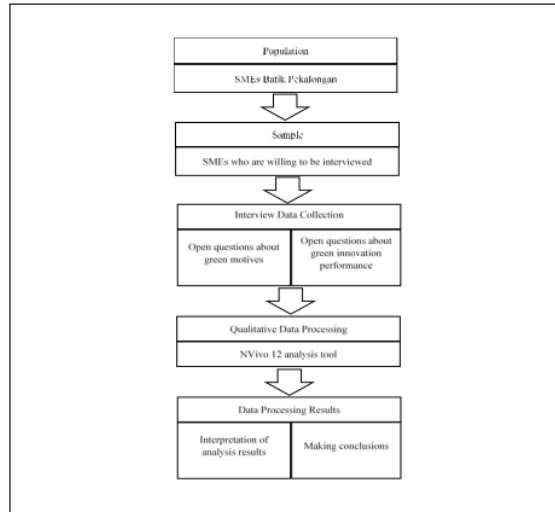 Population
SMEs Batik Pekalongan
Sample
SMEs who are willing to be interviewed
Interview Data Collection
Open questions about
green motives
Open questions about
green innovation
performance
Qualitative Data Processing
NVivo 12 analysis tool
Data Processing Results
Interpretation of
analysis results
Making conclusions